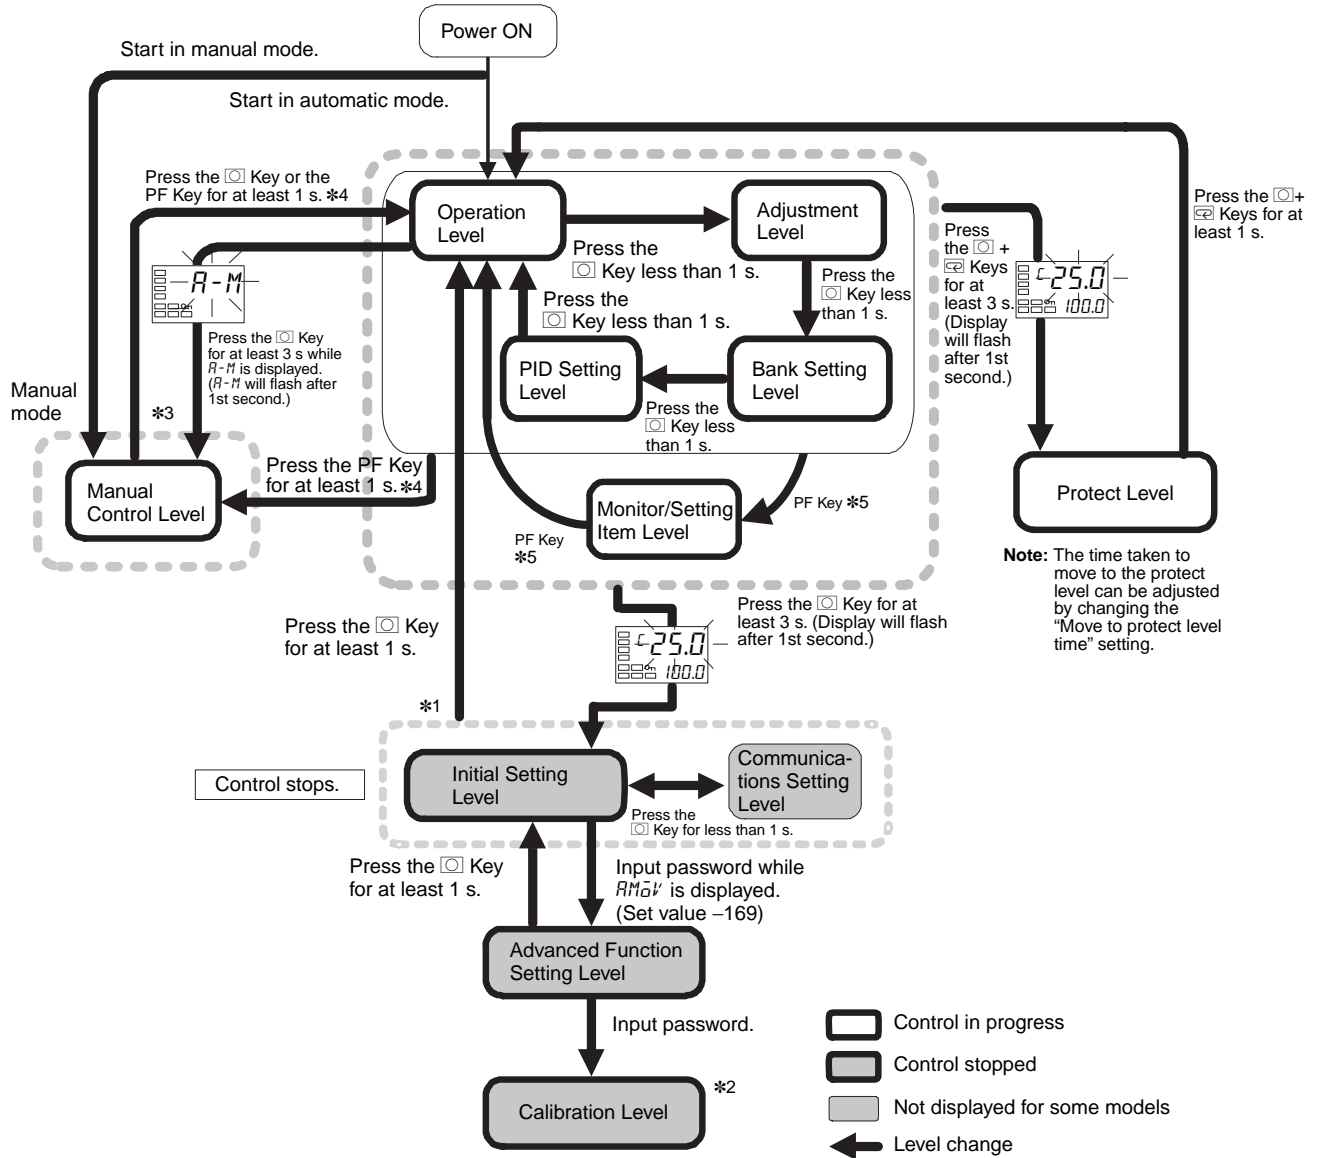 Power ON
Start in manual mode.
Start in automatic mode.
Press the Key or the
PF Key for at least 1 s. ✻4
Operation
Level
Adjustment
Level
Press the
Key less than 1 s.
Press the
Key less
than 1 s.
Press the
Key less than 1 s.
PID Setting
Level
Bank Setting
Level
Press the
Key less
than 1 s.
A-M
Press the Key
for at least 3 s while
A-M is displayed.
(A-M will flash after
1st second.)
Manual
mode
✻3
Manual
Control Level
Press the PF Key
for at least 1 s. ✻4
Monitor/Setting
Item Level
PF Key ✻5
PF Key
✻5
Press
the +
Keys
for at
least 3 s.
(Display
will flash
after 1st
second.)
C 25.0
100.0
Press the +
Keys for at
least 1 s.
Protect Level
Note: The time taken to
move to the protect
level can be adjusted
by changing the
“Move to protect level
time” setting.
Press the Key
for at least 1 s.
Press the Key for at
least 3 s. (Display will flash
after 1st second.)
C 25.0
100.0
✻1
Control stops.
Initial Setting
Level
Communica-
tions Setting
Level
Press the
Key for less than 1 s.
Press the Key
for at least 1 s.
Input password while
AMoV is displayed.
(Set value −169)
Advanced Function
Setting Level
Input password.
Calibration Level
✻2
Control in progress
Control stopped
Not displayed for some models
Level change